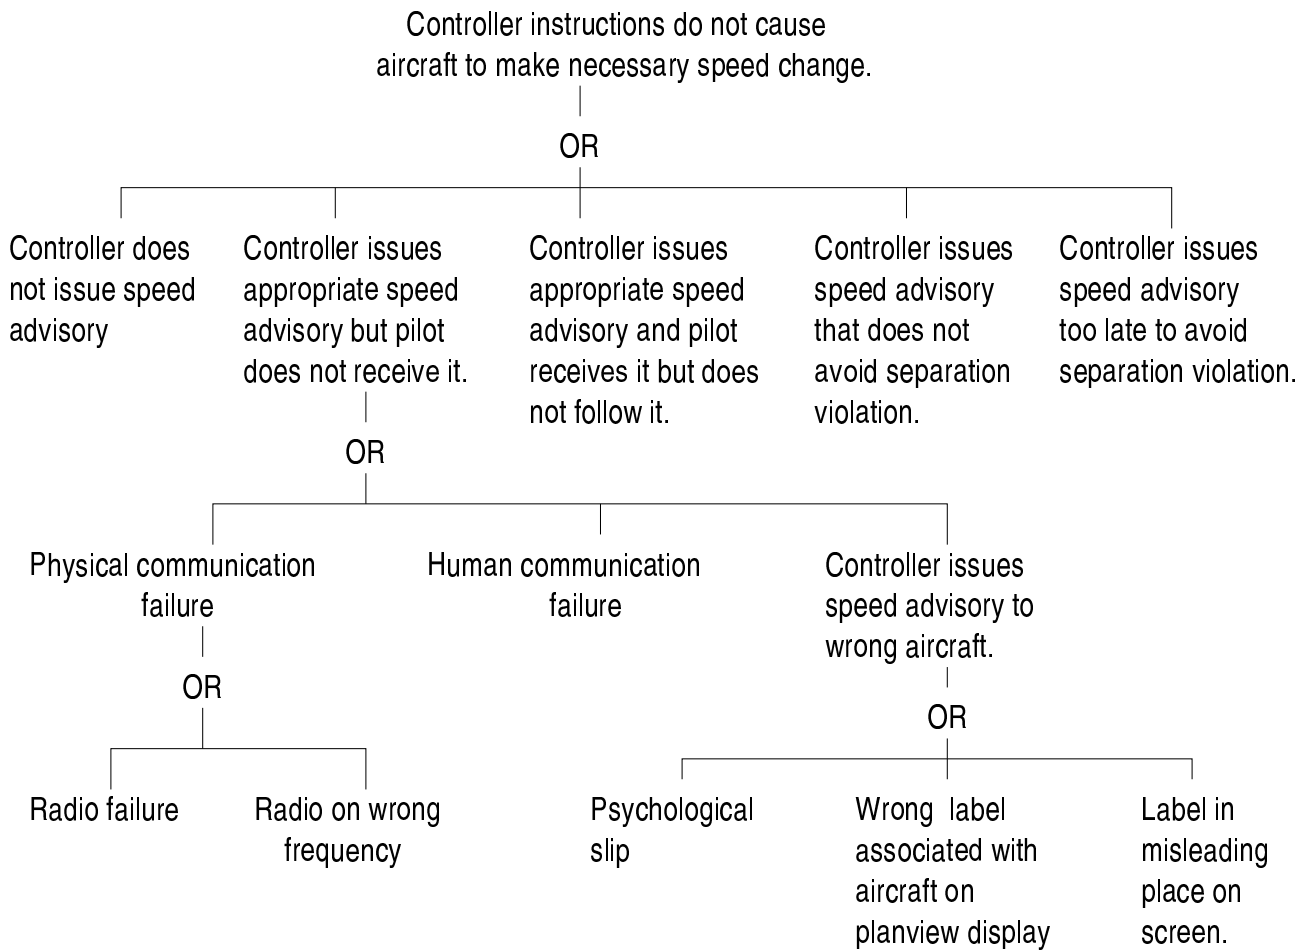 Controller instructions do not cause
aircraft to make necessary speed change.
OR
Controller does
not issue speed
advisory
Controller issues
appropriate speed
advisory but pilot
does not receive it.
Controller issues
appropriate speed
advisory and pilot
receives it but does
not follow it.
Controller issues
speed advisory
that does not
avoid separation
violation.
Controller issues
speed advisory
too late to avoid
separation violation.
OR
Physical communication
failure
Human communication
failure
Controller issues
speed advisory to
wrong aircraft.
OR
OR
Radio failure
Radio on wrong
frequency
Psychological
slip
Wrong label
associated with
aircraft on
planview display
Label in
misleading
place on
screen.